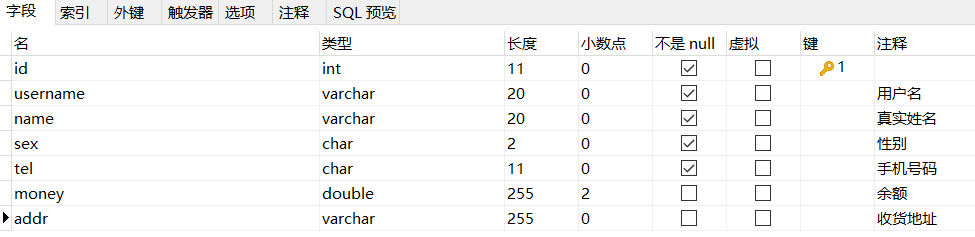 字段 索引 外键 触发器 选项 注释 SQL 预览
名 类型 长度 小数点 不是 null 虚拟 键 注释
id int 11 0 1
username varchar 20 0 用户名
name varchar 20 0 真实姓名
sex char 2 0 性别
tel char 11 0 手机号码
money double 255 2 余额
addr varchar 255 0 收货地址